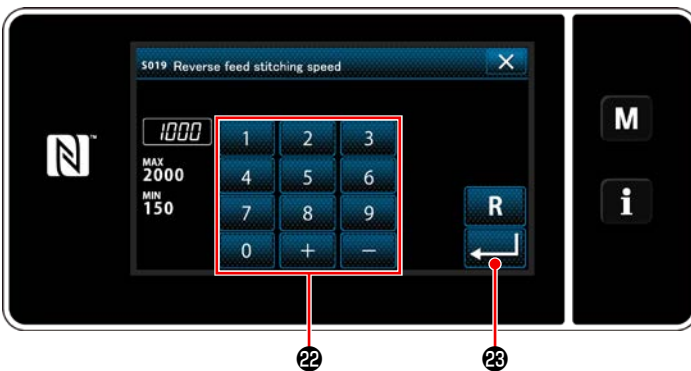 S019 Reverse feed stitching speed
1000
MAX
2000
MIN
150
1 2 3
4 5 6
7 8 9
0 + −
R
M
i
N
㉒ ㉓